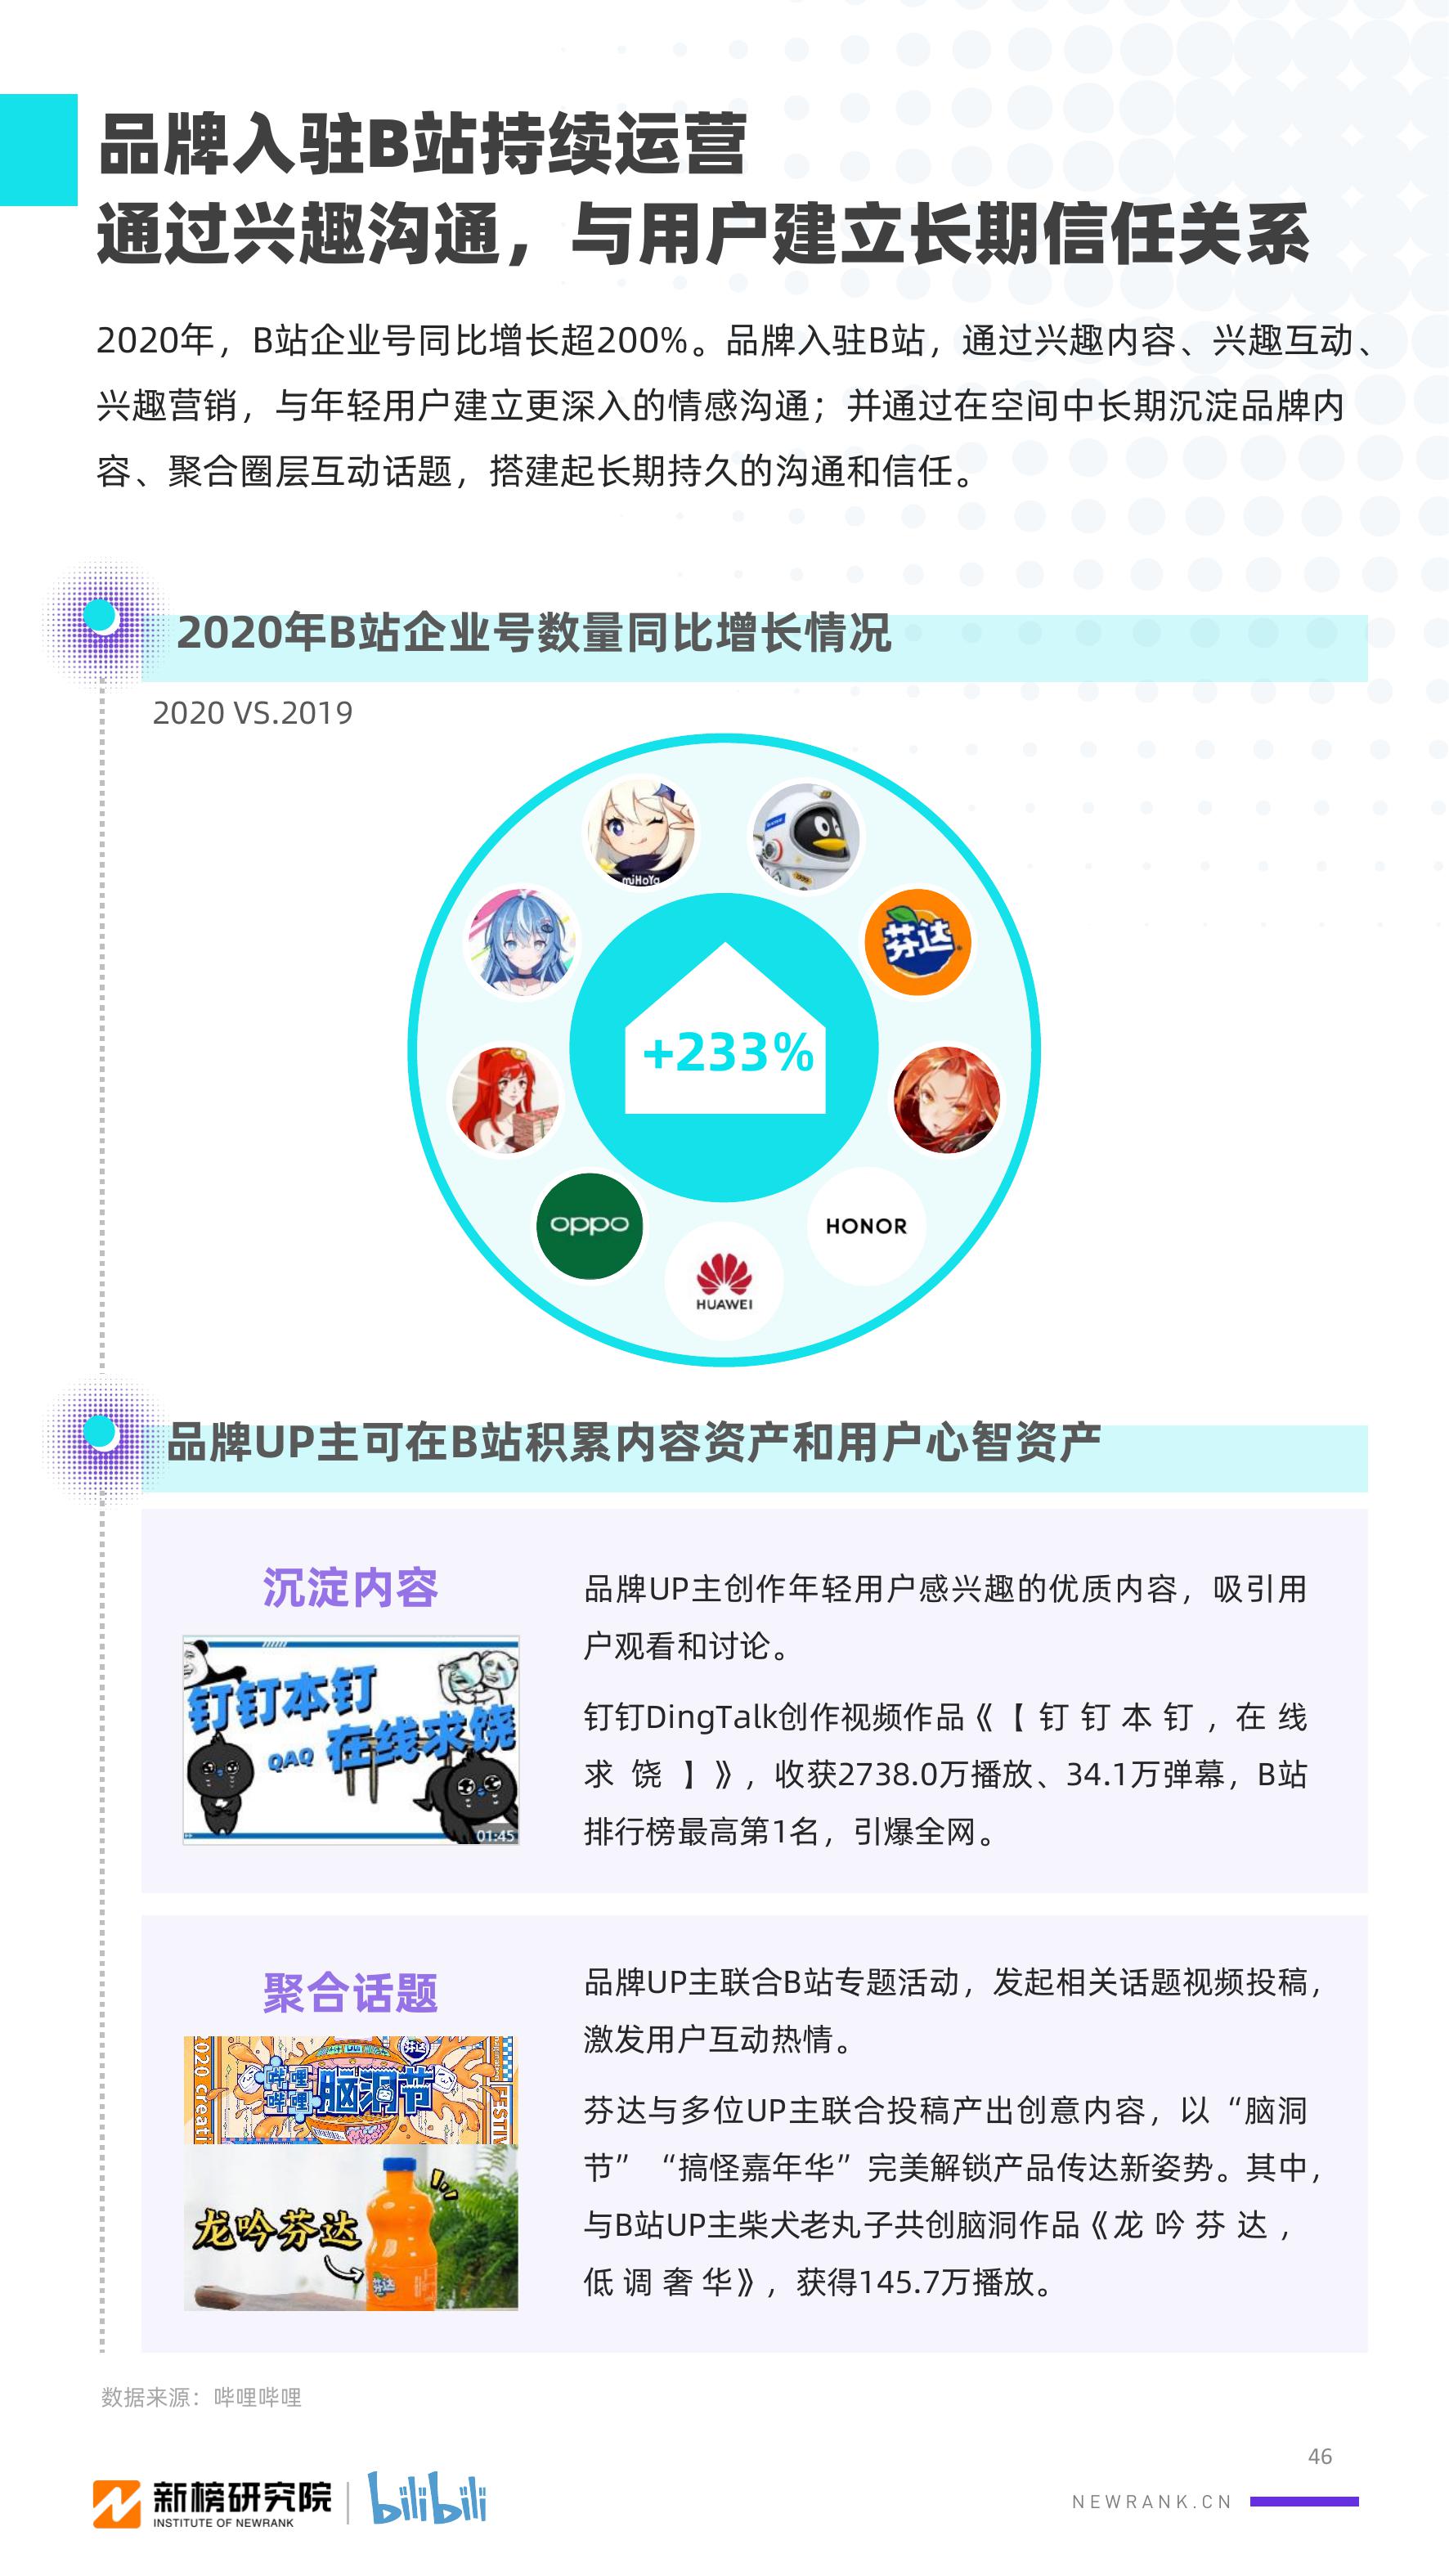 品牌入驻B站持续运营
通过兴趣沟通，与用户建立长期信任关系
2020年，B站企业号同比增长超200%。品牌入驻B站，通过兴趣内容、兴趣互动、
兴趣营销，与年轻用户建立更深入的情感沟通；并通过在空间中长期沉淀品牌内
容、聚合圈层互动话题，搭建起长期持久的沟通和信任。
2020年B站企业号数量同比增长情况
2020 VS.2019
miHoYo
芬达
+233%
oppo
HONOR
HUAWEI
品牌UP主可在B站积累内容资产和用户心智资产
沉淀内容
钉钉本钉
QAQ 在线求饶
01:45
品牌UP主创作年轻用户感兴趣的优质内容，吸引用
户观看和讨论。
钉钉DingTalk创作视频作品《【 钉 钉 本 钉 ，在 线
求 饶 】》，收获2738.0万播放、34.1万弹幕，B站
排行榜最高第1名，引爆全网。
聚合话题
芬达
哔哩哔哩 脑洞节
龙吟芬达
芬达
品牌UP主联合B站专题活动，发起相关话题视频投稿，
激发用户互动热情。
芬达与多位UP主联合投稿产出创意内容，以“脑洞
节”“搞怪嘉年华”完美解锁产品传达新姿势。其中，
与B站UP主柴犬老丸子共创脑洞作品《龙 吟 芬 达 ，
低 调 奢 华》，获得145.7万播放。
数据来源：哔哩哔哩
46
新榜研究院
INSTITUTE OF NEWRANK
bilibili
NEWRANK.CN